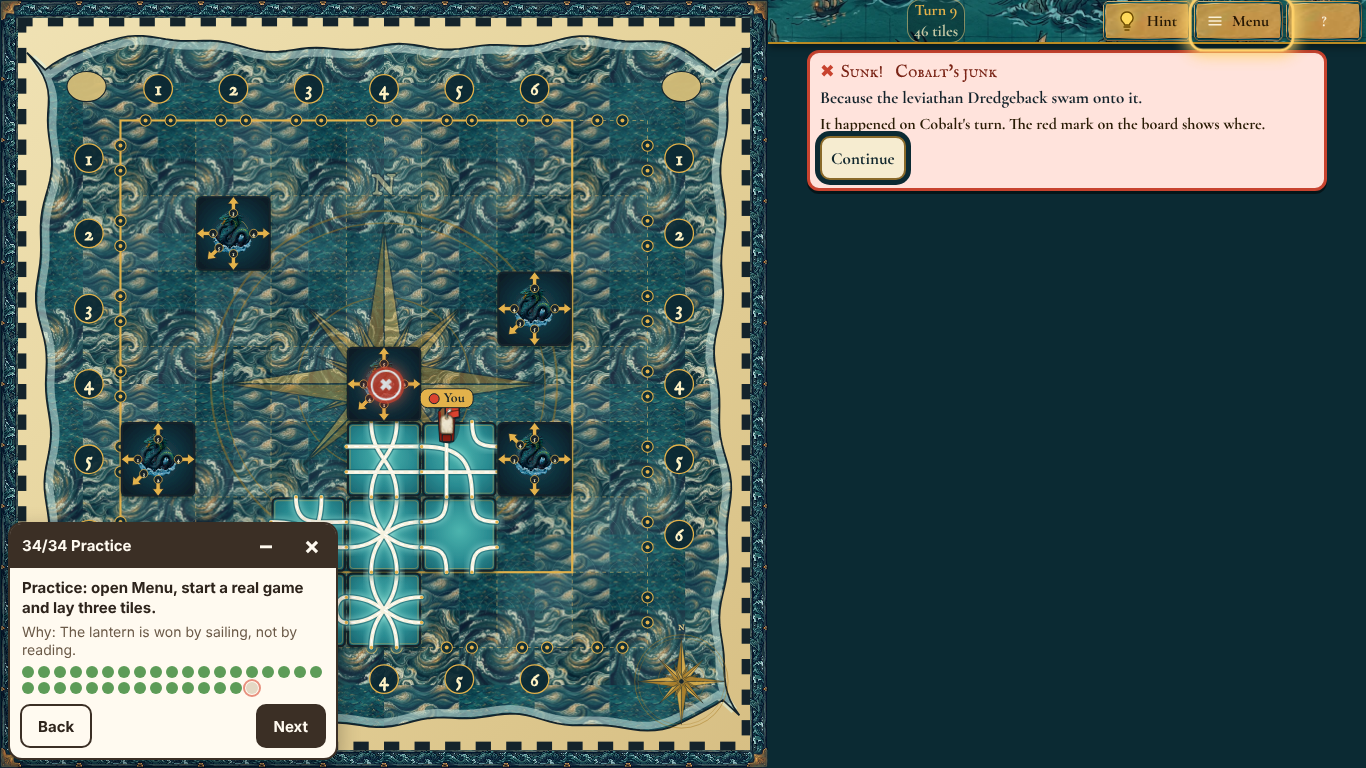 Turn 9
46 tiles
Hint
Menu
?
✖ Sunk! Cobalt's junk
Because the leviathan Dredgeback swam onto it.
It happened on Cobalt's turn. The red mark on the board shows where.
Continue
1 2 3 4 5 6
1 1
N
2 2
3 3
4 4
You
5 5
6
N
4 5 6
34/34 Practice
Practice: open Menu, start a real game
and lay three tiles.
Why: The lantern is won by sailing, not by
reading.
Back
Next